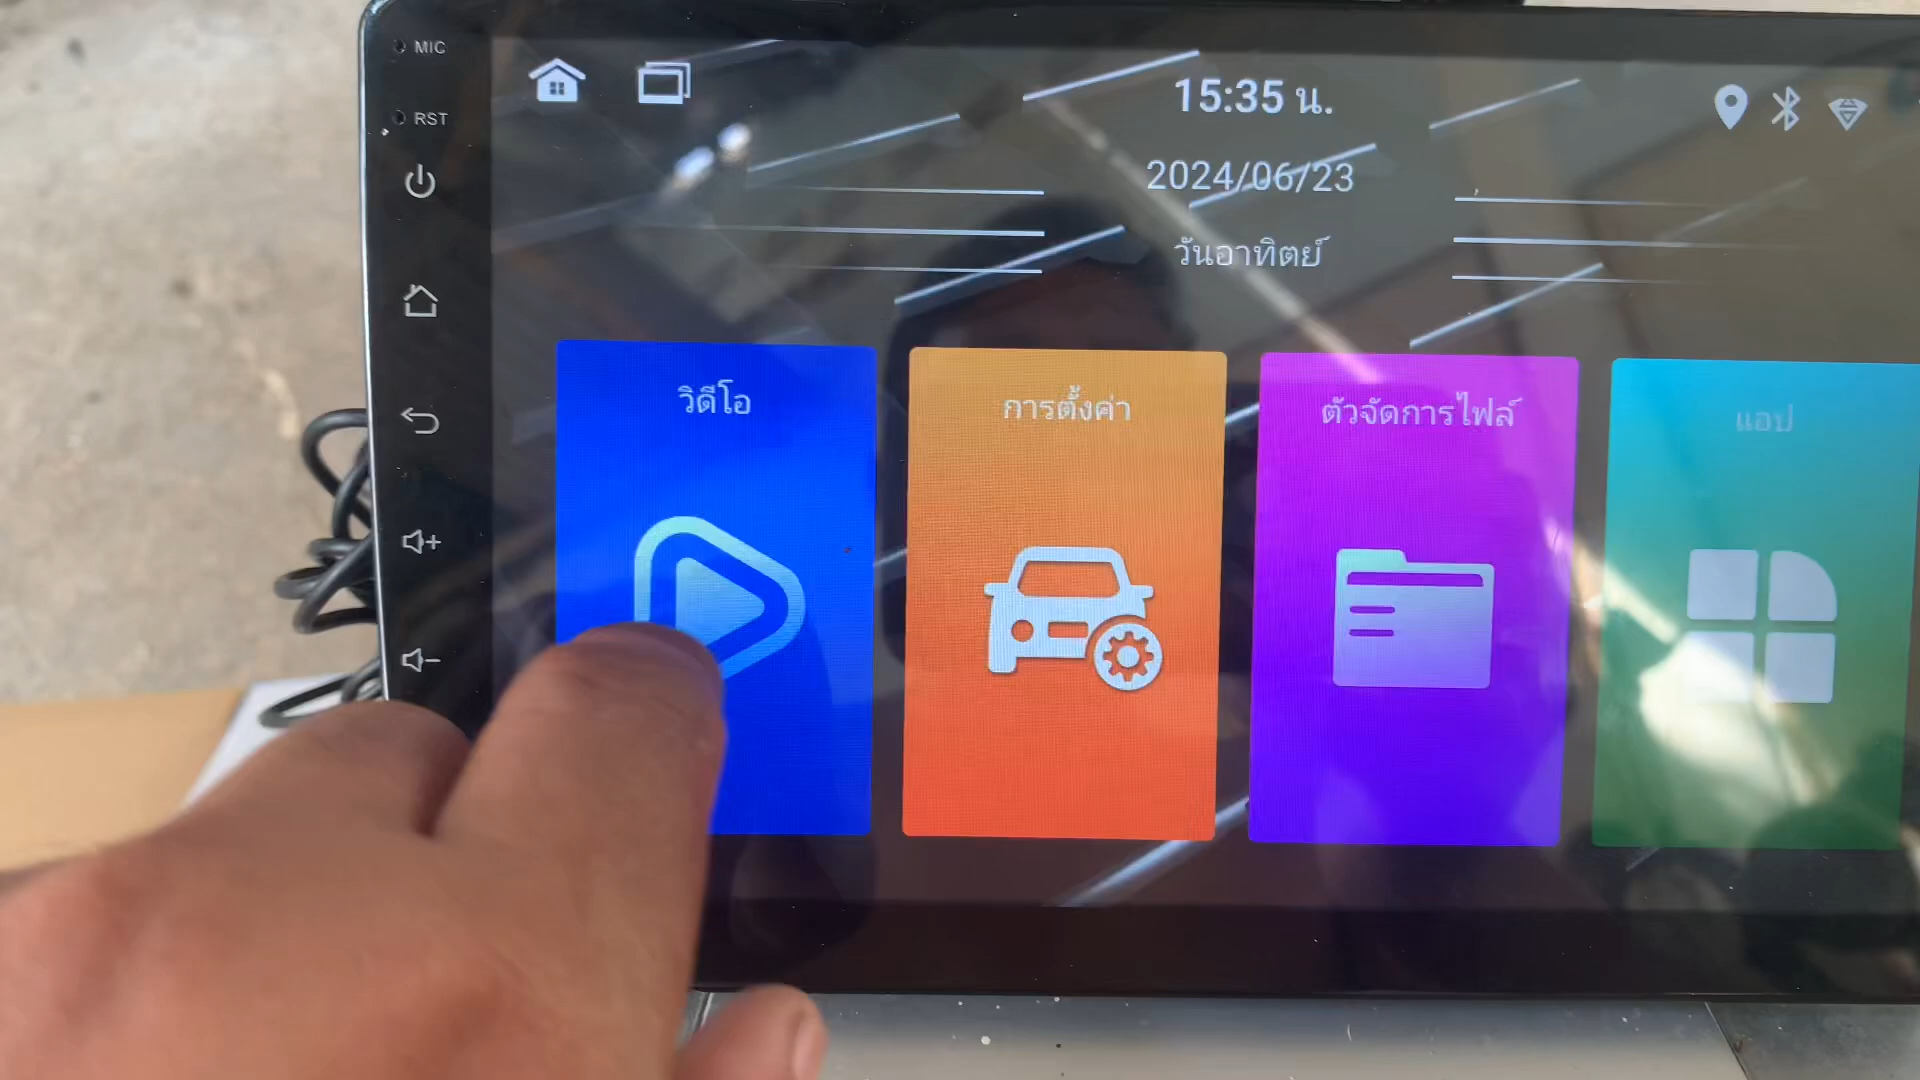 MIC
RST
15:35 น.
2024/06/23
วันอาทิตย์
วิดีโอ
การตั้งค่า
ตัวจัดการไฟล์
แอป